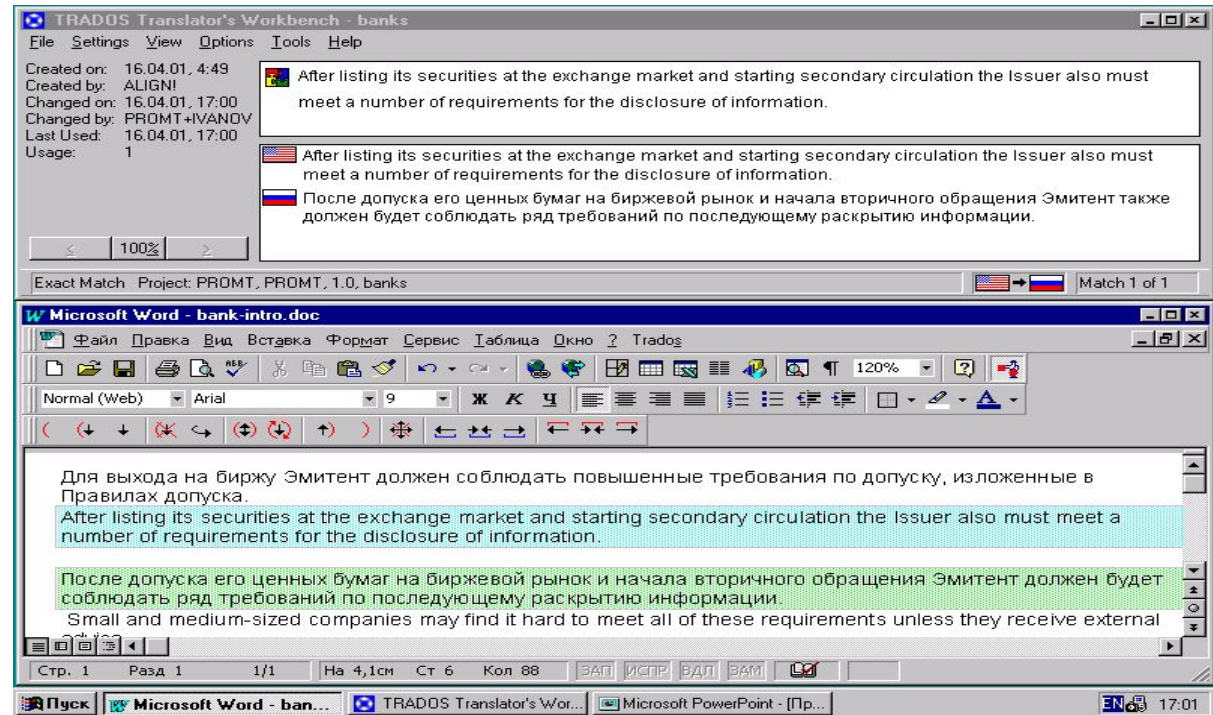 TRADOS Translator's Workbench - banks
File Settings View Options Tools Help
Created on: 16.04.01, 4:49
Created by: ALIGN!
Changed on: 16.04.01, 17:00
Changed by: PROMT+IVANOV
Last Used: 16.04.01, 17:00
Usage: 1
After listing its securities at the exchange market and starting secondary circulation the Issuer also must
meet a number of requirements for the disclosure of information.
After listing its securities at the exchange market and starting secondary circulation the Issuer also must
meet a number of requirements for the disclosure of information.
После допуска его ценных бумаг на биржевой рынок и начала вторичного обращения Эмитент также
должен будет соблюдать ряд требований по последующему раскрытию информации.
< 100% >
Exact Match Project: PROMT, PROMT, 1.0, banks Match 1 of 1
Microsoft Word - bank-intro.doc
Файл Правка Вид Вставка Формат Сервис Таблица Окно ? Trados
120%
Normal (Web) Arial 9 Ж К Ч
Для выхода на биржу Эмитент должен соблюдать повышенные требования по допуску, изложенные в
Правилах допуска.
After listing its securities at the exchange market and starting secondary circulation the Issuer also must meet a
number of requirements for the disclosure of information.
После допуска его ценных бумаг на биржевой рынок и начала вторичного обращения Эмитент должен будет
соблюдать ряд требований по последующему раскрытию информации.
Small and medium-sized companies may find it hard to meet all of these requirements unless they receive external
Стр. 1 Разд 1 1/1 На 4,1см Ст 6 Кол 88 ЗАП ИСПР ВДЛ ЗАМ
Пуск Microsoft Word - ban... TRADOS Translator's Wor... Microsoft PowerPoint - [Пр... EN 17:01